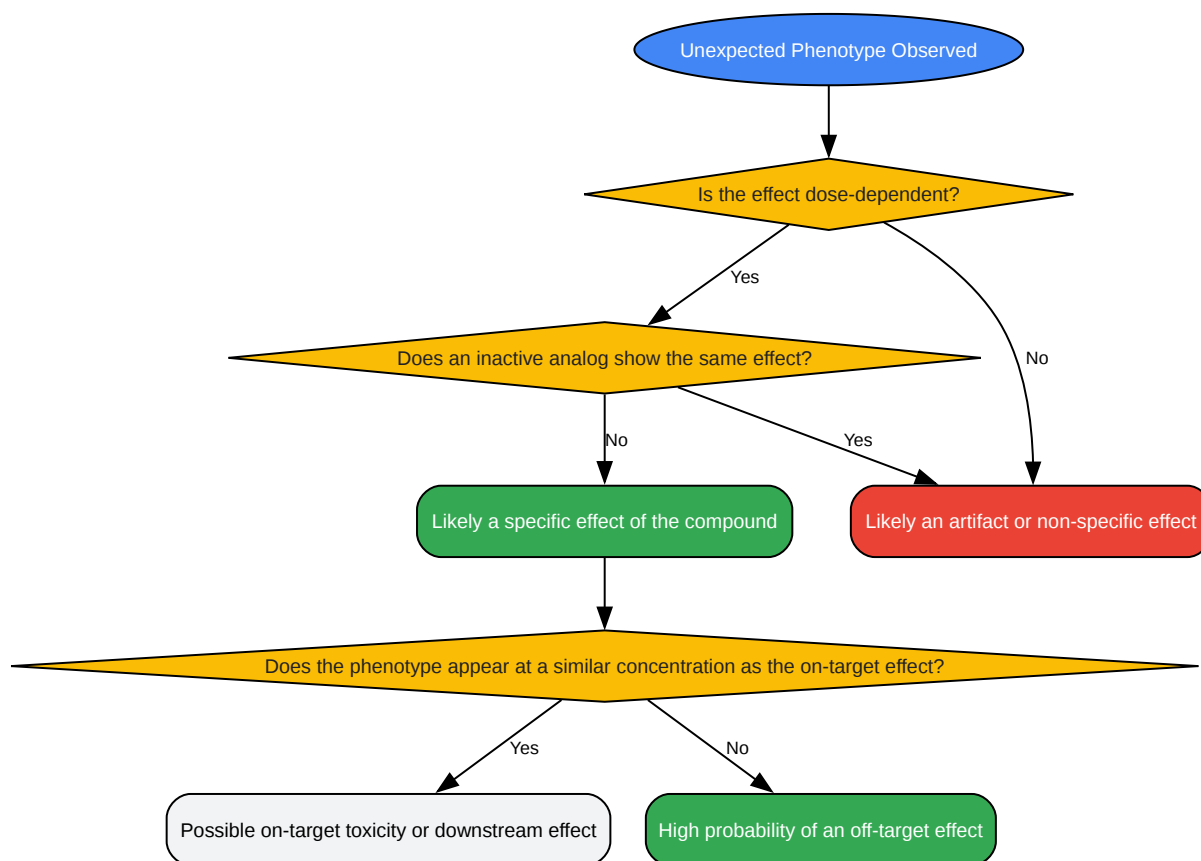 Unexpected Phenotype Observed
Is the effect dose-dependent?
Yes
Does an inactive analog show the same effect?
No
No
Yes
Likely a specific effect of the compound
Likely an artifact or non-specific effect
Does the phenotype appear at a similar concentration as the on-target effect?
Yes
No
Possible on-target toxicity or downstream effect
High probability of an off-target effect